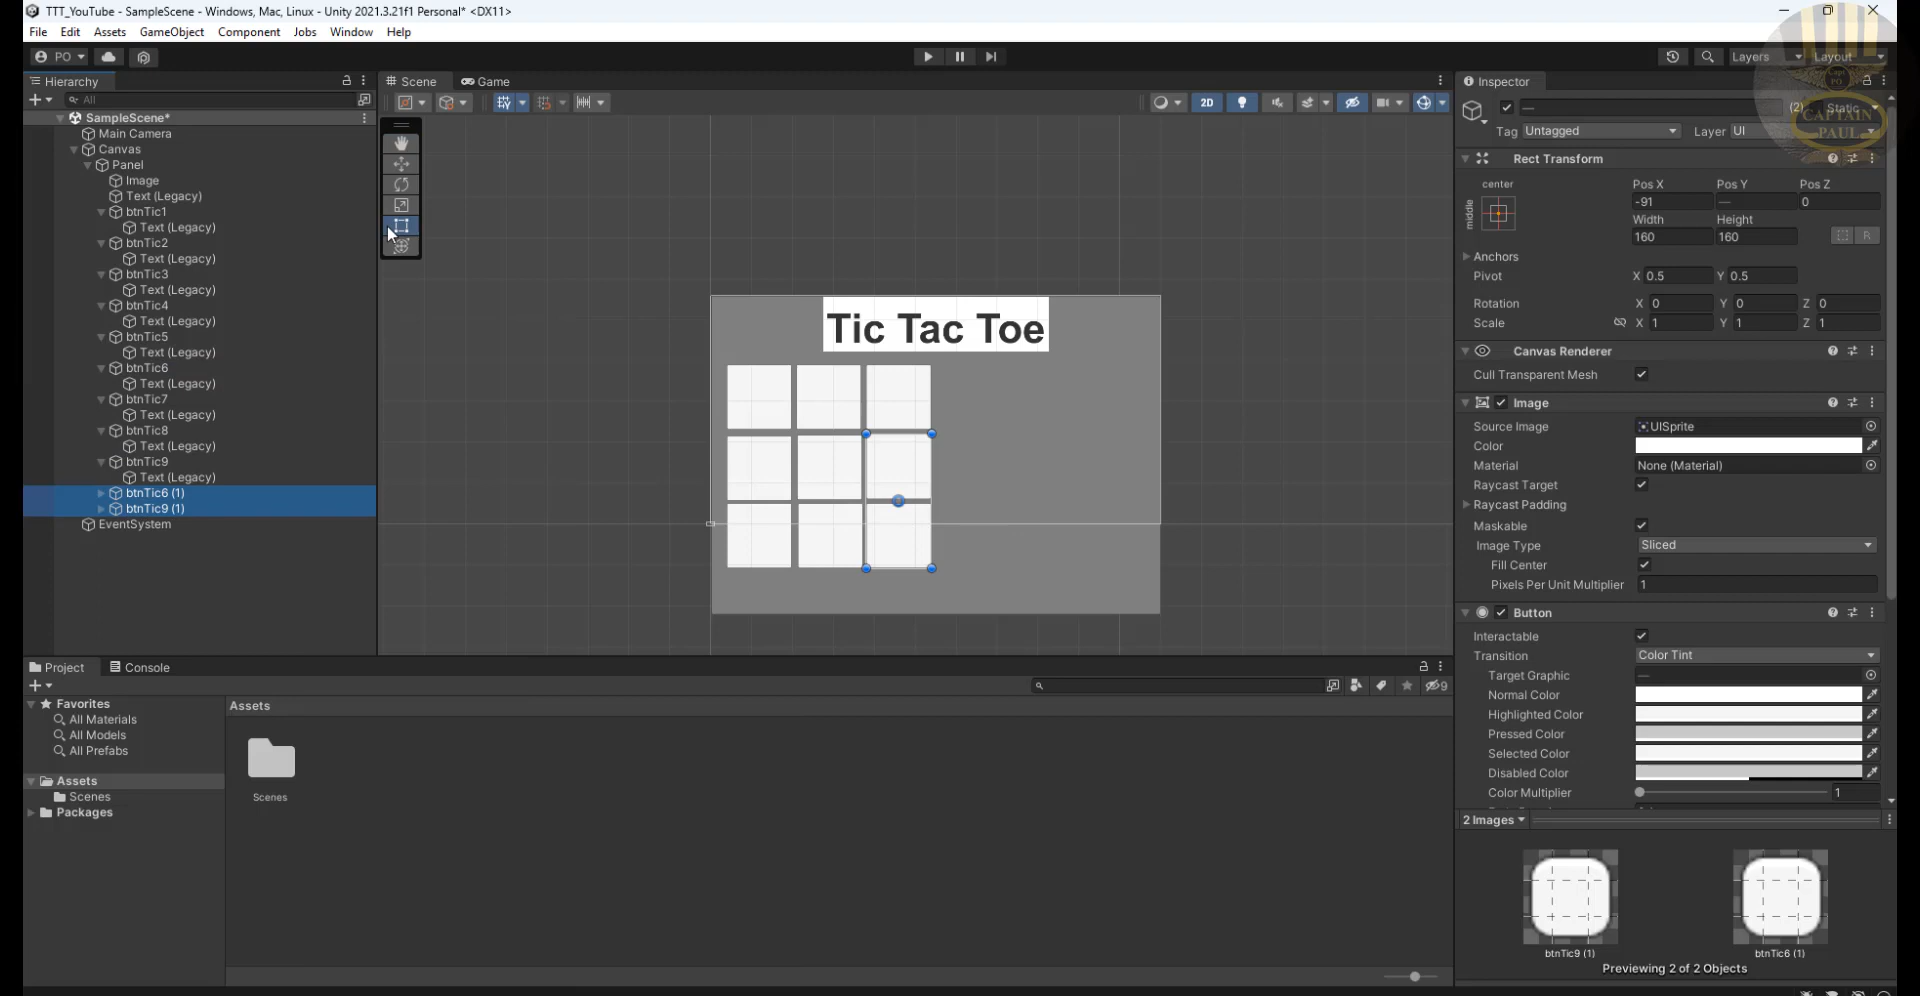 TTT_YouTube - SampleScene - Windows, Mac, Linux - Unity 2021.3.21f1 Personal* <DX11>
File Edit Assets GameObject Component Jobs Window Help
PO Layers Layout
Hierarchy Scene Game Inspector
All 2D (2) Static
SampleScene*
Main Camera
Canvas
Panel
Image
Text (Legacy)
btnTic1
Text (Legacy)
btnTic2
Text (Legacy)
btnTic3
Text (Legacy)
btnTic4
Text (Legacy)
btnTic5
Text (Legacy)
btnTic6
Text (Legacy)
btnTic7
Text (Legacy)
btnTic8
Text (Legacy)
btnTic9
Text (Legacy)
btnTic6 (1)
btnTic9 (1)
EventSystem
Tic Tac Toe
CAPTAIN
PAUL
Tag Untagged Layer UI
Rect Transform
center
middle
Pos X Pos Y Pos Z
-91 — 0
Width Height
160 160 R
Anchors
Pivot X 0.5 Y 0.5
Rotation X 0 Y 0 Z 0
Scale X 1 Y 1 Z 1
Canvas Renderer
Cull Transparent Mesh
Image
Source Image UISprite
Color
Material None (Material)
Raycast Target
Raycast Padding
Maskable
Image Type Sliced
Fill Center
Pixels Per Unit Multiplier 1
Button
Interactable
Transition Color Tint
Target Graphic —
Normal Color
Highlighted Color
Pressed Color
Selected Color
Disabled Color
Color Multiplier 1
2 Images
btnTic9 (1) btnTic6 (1)
Previewing 2 of 2 Objects
Project Console
9
Favorites
All Materials
All Models
All Prefabs
Assets
Scenes
Packages
Assets
Scenes